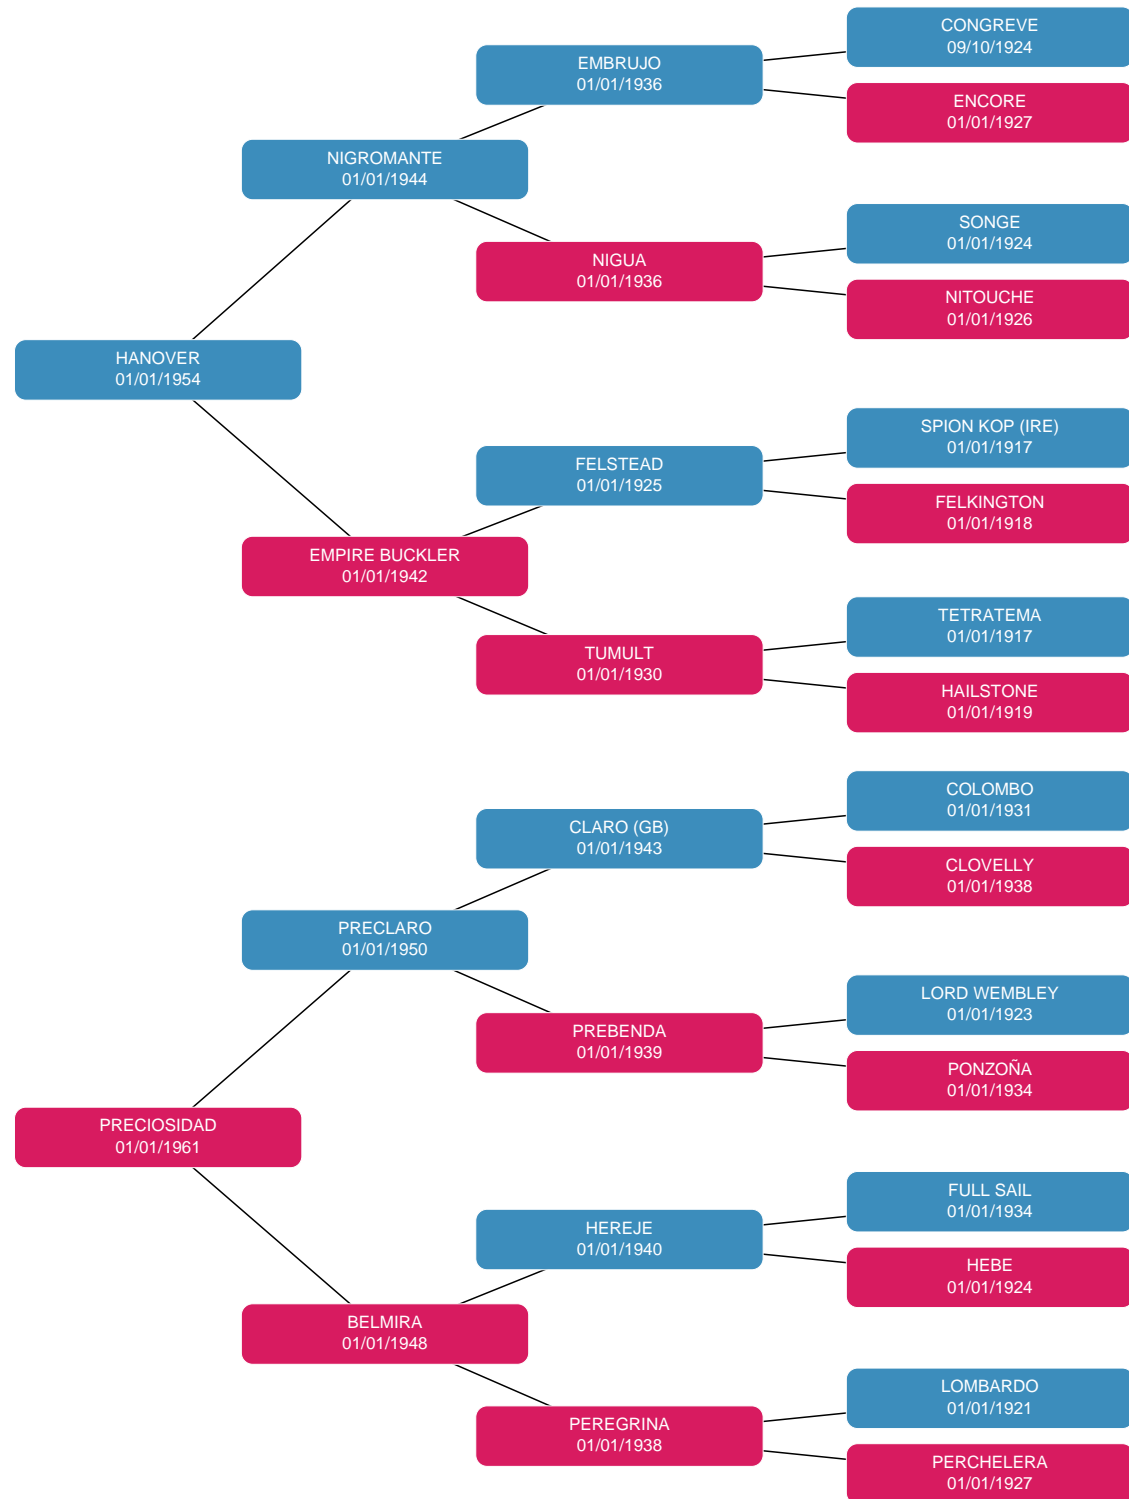 CONGREVE
09/10/1924
EMBRUJO
01/01/1936
ENCORE
01/01/1927
NIGROMANTE
01/01/1944
SONGE
01/01/1924
NIGUA
01/01/1936
NITOUCHE
01/01/1926
HANOVER
01/01/1954
SPION KOP (IRE)
01/01/1917
FELSTEAD
01/01/1925
FELKINGTON
01/01/1918
EMPIRE BUCKLER
01/01/1942
TETRATEMA
01/01/1917
TUMULT
01/01/1930
HAILSTONE
01/01/1919
COLOMBO
01/01/1931
CLARO (GB)
01/01/1943
CLOVELLY
01/01/1938
PRECLARO
01/01/1950
LORD WEMBLEY
01/01/1923
PREBENDA
01/01/1939
PONZOÑA
01/01/1934
PRECIOSIDAD
01/01/1961
FULL SAIL
01/01/1934
HEREJE
01/01/1940
HEBE
01/01/1924
BELMIRA
01/01/1948
LOMBARDO
01/01/1921
PEREGRINA
01/01/1938
PERCHELERA
01/01/1927